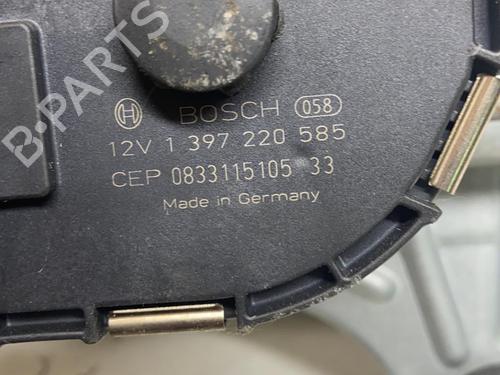 B-PARTS
BOSCH 058
12V 1 397 220 585
CEP 0833115105 33
Made in Germany